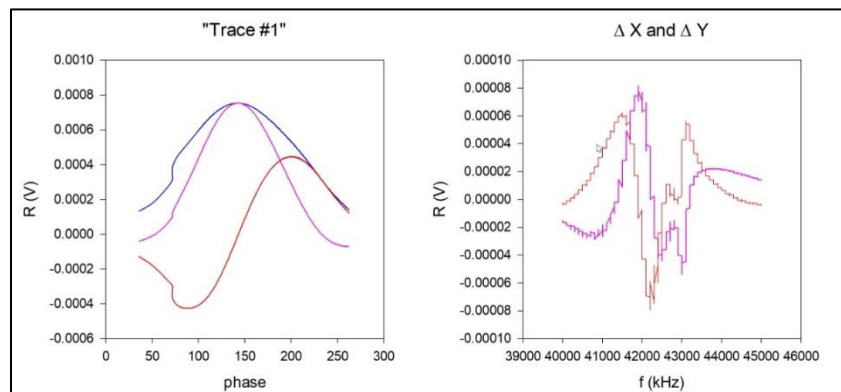 "Trace #1"
R (V)
0.0010
0.0008
0.0006
0.0004
0.0002
0.0000
-0.0002
-0.0004
-0.0006
0 50 100 150 200 250 300
phase
Δ X and Δ Y
R (V)
0.00010
0.00008
0.00006
0.00004
0.00002
0.00000
-0.00002
-0.00004
-0.00006
-0.00008
-0.00010
39000 40000 41000 42000 43000 44000 45000 46000
f (kHz)